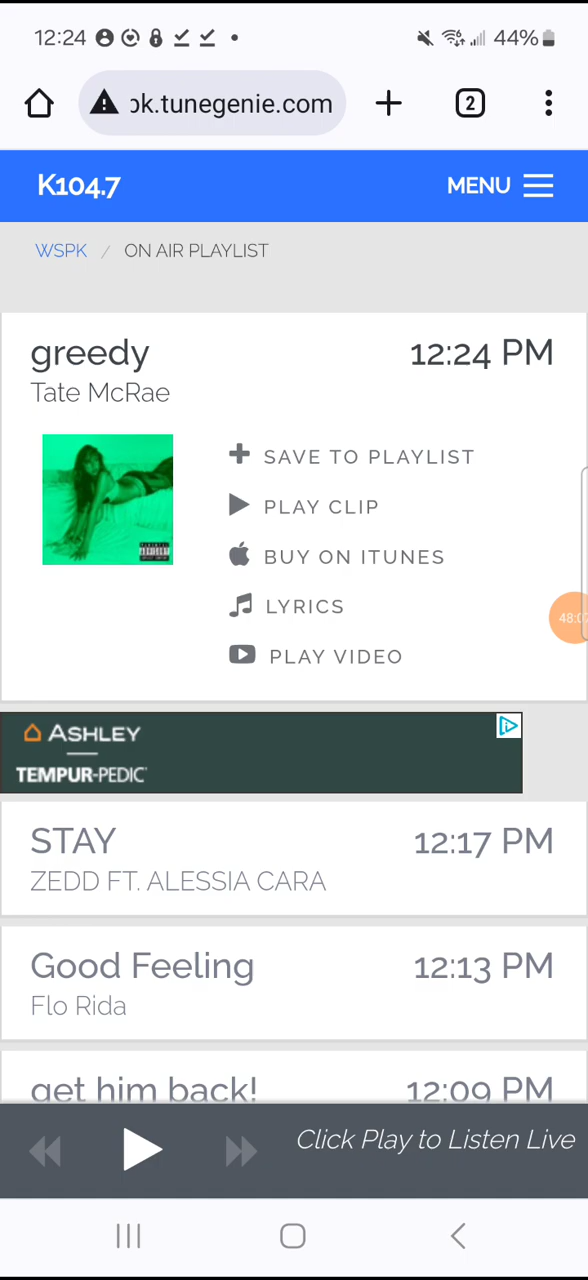 12:24 44%
ok.tunegenie.com 2
K104.7 MENU
WSPK / ON AIR PLAYLIST
greedy 12:24 PM
Tate McRae
SAVE TO PLAYLIST
PLAY CLIP
BUY ON ITUNES
LYRICS
PLAY VIDEO
ASHLEY
TEMPUR-PEDIC
STAY 12:17 PM
ZEDD FT. ALESSIA CARA
Good Feeling 12:13 PM
Flo Rida
get him back! 12:09 PM
Click Play to Listen Live